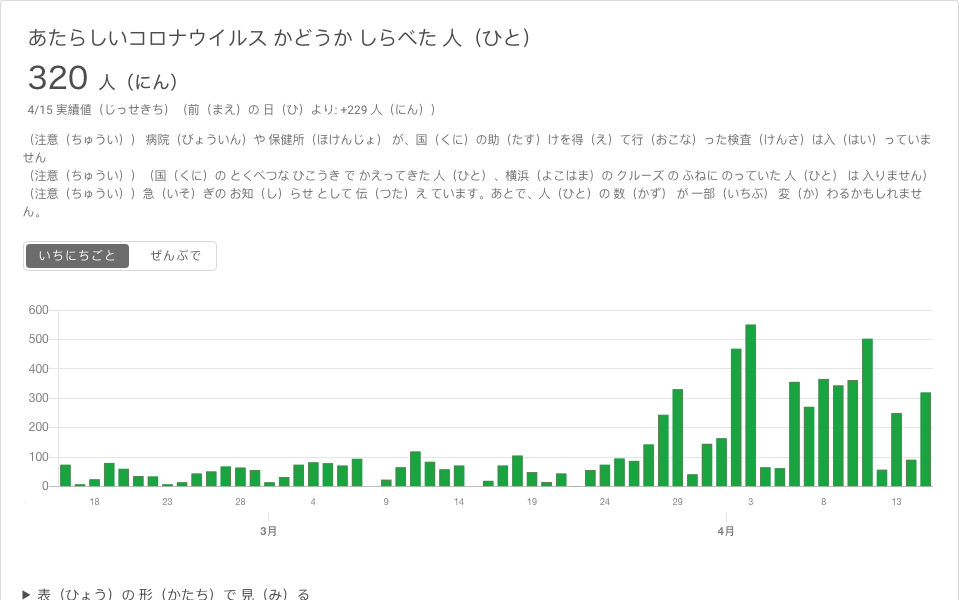 あたらしいコロナウイルス かどうか しらべた 人（ひと）
320 人（にん）
4/15 実績値（じっせきち）（前（まえ）の 日（ひ）より: +229 人（にん））
（注意（ちゅうい）） 病院（びょういん）や 保健所（ほけんじょ） が、国（くに）の助（たす）けを得（え）て行（おこな）った検査（けんさ）は入（はい）っていま
せん
（注意（ちゅうい））（国（くに）の とくべつな ひこうき で かえってきた 人（ひと）、横浜（よこはま）の クルーズ の ふねに のっていた 人（ひと） は 入りません）
（注意（ちゅうい））急（いそ）ぎの お知（し）らせ として 伝（つた）え ています。あとで、人（ひと）の 数（かず） が 一部（いちぶ） 変（か）わるかもしれませ
ん。
いちにちごと ぜんぶで
600
500
400
300
200
100
0
18 23 28 4 9 14 19 24 29 3 8 13
3月 4月
▶ 表（ひょう）の 形（かたち）で 見（み）る